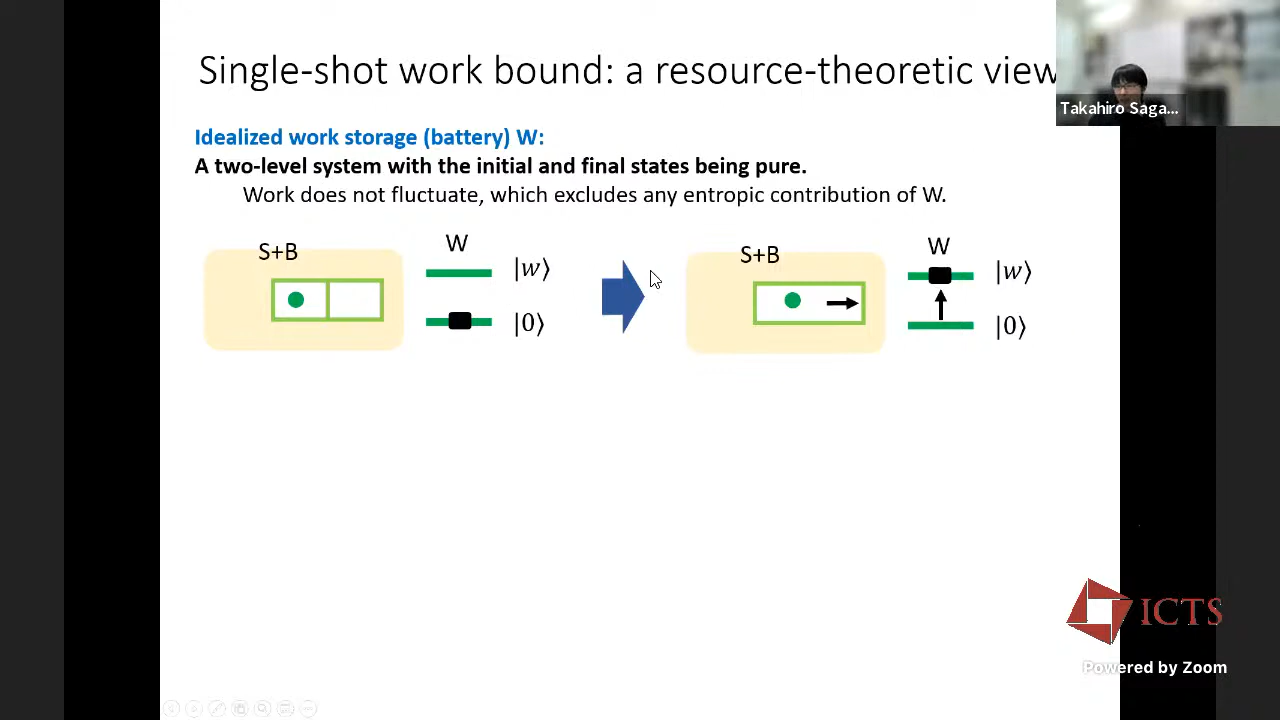 Single-shot work bound: a resource-theoretic view
Takahiro Saga...
Idealized work storage (battery) W:
A two-level system with the initial and final states being pure.
Work does not fluctuate, which excludes any entropic contribution of W.
S+B
W
|w⟩
|0⟩
S+B
W
|w⟩
|0⟩
ICTS
Powered by Zoom